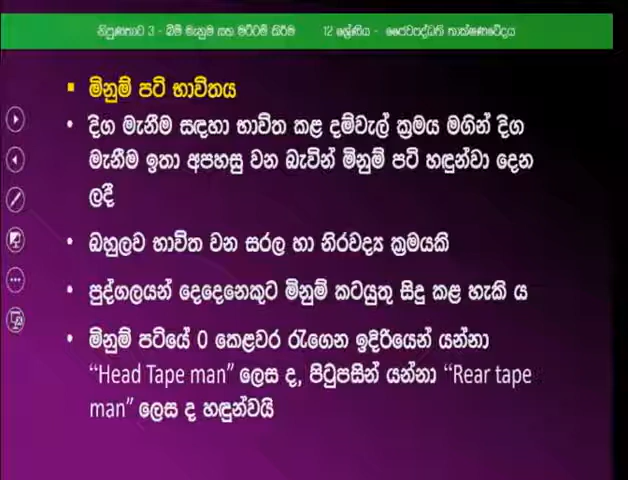 නිපුණතාව 3 - බිම් මැනුම සහ මට්ටම් කිරීම 12 ශ්‍රේණිය - ජෛවපද්ධති තාක්ෂණවේදය
මිනුම් පටි භාවිතය
දිග මැනීම සඳහා භාවිත කළ දම්වැල් ක්‍රමය මගින් දිග
මැනීම ඉතා අපහසු වන බැවින් මිනුම් පටි හඳුන්වා දෙන
ලදී
බහුලව භාවිත වන සරල හා නිරවද්‍ය ක්‍රමයකි
පුද්ගලයන් දෙදෙනෙකුට මිනුම් කටයුතු සිදු කළ හැකි ය
මිනුම් පටියේ 0 කෙළවර රැගෙන ඉදිරියෙන් යන්නා
“Head Tape man” ලෙස ද, පිටුපසින් යන්නා “Rear tape
man” ලෙස ද හඳුන්වයි